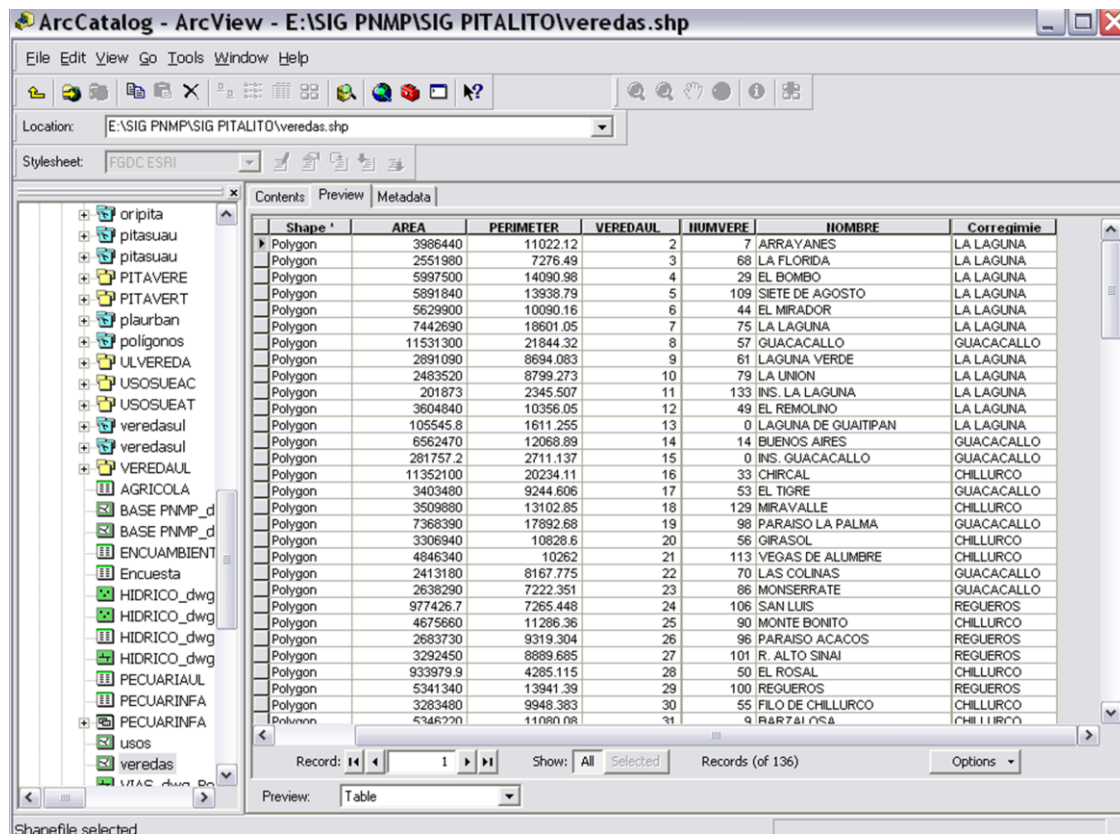 ArcCatalog - ArcView - E:\SIG PNMP\SIG PITALITO\veredas.shp
File Edit View Go Tools Window Help
Location: E:\SIG PNMP\SIG PITALITO\veredas.shp
Stylesheet: FGDC ESRI
oripita
pitasuau
pitasuau
PITAVERE
PITAVERT
plaurban
polígonos
ULVEREDA
USOSUEAC
USOSUEAT
veredasul
veredasul
VEREDAUL
AGRICOLA
BASE PNMP_d
BASE PNMP_d
ENCUAMBIENT
Encuesta
HIDRICO_dwg
HIDRICO_dwg
HIDRICO_dwg
HIDRICO_dwg
PECUARIAUL
PECUARINFA
PECUARINFA
usos
veredas
VIAS_dwg_Po
Contents Preview Metadata
Shape * AREA PERIMETER VEREDAUL NUMVERE NOMBRE Corregimie
Polygon 3986440 11022.12 2 7 ARRAYANES LA LAGUNA
Polygon 2551980 7276.49 3 68 LA FLORIDA LA LAGUNA
Polygon 5997500 14090.98 4 29 EL BOMBO LA LAGUNA
Polygon 5891840 13938.79 5 109 SIETE DE AGOSTO LA LAGUNA
Polygon 5629900 10090.16 6 44 EL MIRADOR LA LAGUNA
Polygon 7442690 18601.05 7 75 LA LAGUNA LA LAGUNA
Polygon 11531300 21844.32 8 57 GUACACALLO GUACACALLO
Polygon 2891090 8694.083 9 61 LAGUNA VERDE LA LAGUNA
Polygon 2483520 8799.273 10 79 LA UNION LA LAGUNA
Polygon 201873 2345.507 11 133 INS. LA LAGUNA LA LAGUNA
Polygon 3604840 10356.05 12 49 EL REMOLINO LA LAGUNA
Polygon 105545.8 1611.255 13 0 LAGUNA DE GUAITIPAN LA LAGUNA
Polygon 6562470 12068.89 14 14 BUENOS AIRES GUACACALLO
Polygon 281757.2 2711.137 15 0 INS. GUACACALLO GUACACALLO
Polygon 11352100 20234.11 16 33 CHIRCAL CHILLURCO
Polygon 3403480 9244.606 17 53 EL TIGRE GUACACALLO
Polygon 3509880 13102.85 18 129 MIRAVALLE CHILLURCO
Polygon 7368390 17892.68 19 98 PARAISO LA PALMA GUACACALLO
Polygon 3306940 10828.6 20 56 GIRASOL CHILLURCO
Polygon 4846340 10262 21 113 VEGAS DE ALUMBRE CHILLURCO
Polygon 2413180 8167.775 22 70 LAS COLINAS GUACACALLO
Polygon 2638290 7222.351 23 86 MONSERRATE GUACACALLO
Polygon 977426.7 7265.448 24 106 SAN LUIS REGUEROS
Polygon 4675660 11286.36 25 90 MONTE BONITO CHILLURCO
Polygon 2683730 9319.304 26 96 PARAISO ACACOS REGUEROS
Polygon 3292450 8889.685 27 101 R. ALTO SINAI REGUEROS
Polygon 933979.9 4285.115 28 50 EL ROSAL CHILLURCO
Polygon 5341340 13941.39 29 100 REGUEROS REGUEROS
Polygon 3283480 9948.383 30 55 FILO DE CHILLURCO CHILLURCO
Polygon 5346220 11080.08 31 9 BARZALOSA CHILLURCO
Record: 1 Show: All Selected Records (of 136) Options
Preview: Table
Shapefile selected